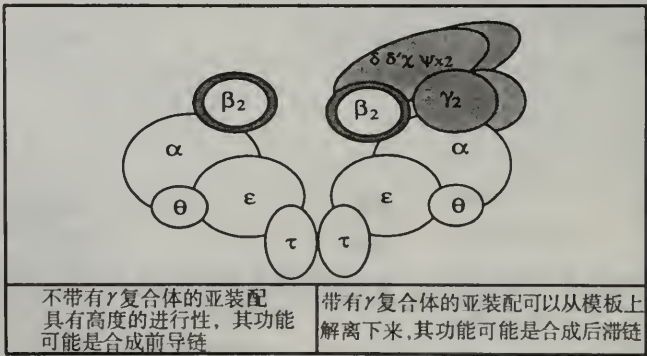 δ δ'χ ψx2
β₂
β₂
γ₂
α
α
θ
ε
ε
θ
τ
τ
不带有γ复合体的亚装配
具有高度的进行性，其功能
可能是合成前导链
带有γ复合体的亚装配可以从模板上
解离下来，其功能可能是合成后滞链